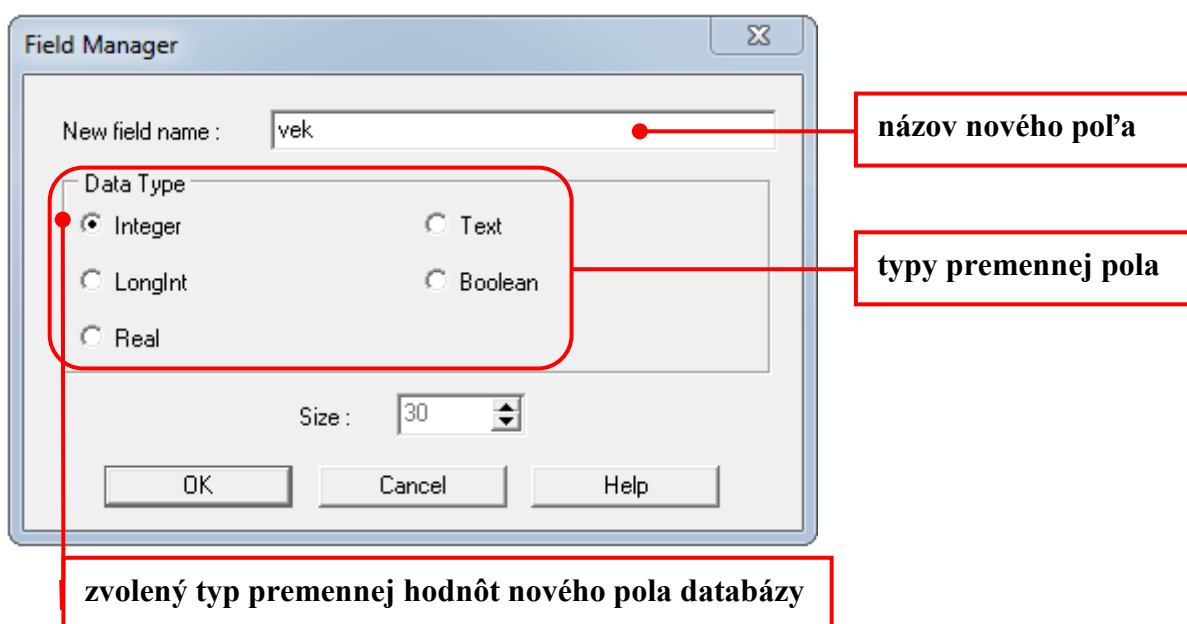 Field Manager
New field name : vek
názov nového poľa
Data Type
Integer
Text
LongInt
Boolean
Real
typy premennej pola
Size : 30
OK
Cancel
Help
zvolený typ premennej hodnôt nového pola databázy